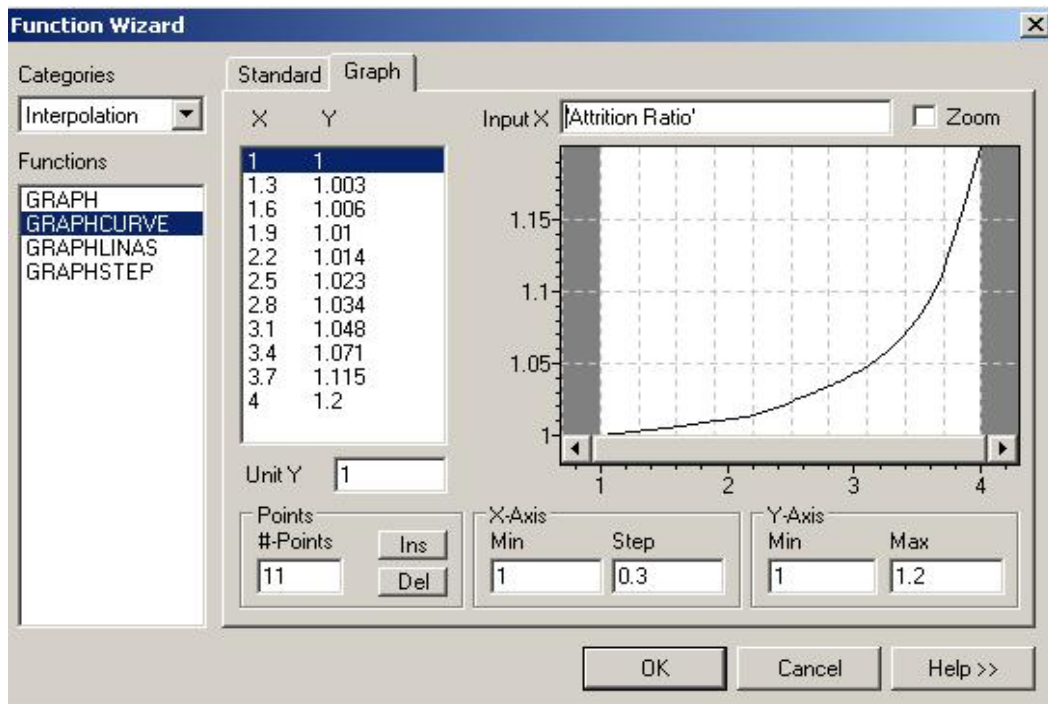 Function Wizard
Categories
Interpolation
Functions
GRAPH
GRAPHCURVE
GRAPHLINAS
GRAPHSTEP
Standard Graph
X Y
1 1
1.3 1.003
1.6 1.006
1.9 1.01
2.2 1.014
2.5 1.023
2.8 1.034
3.1 1.048
3.4 1.071
3.7 1.115
4 1.2
Unit Y 1
Input X 'Attrition Ratio' Zoom
1.15
1.1
1.05
1
1 2 3 4
Points
#-Points
11
Ins
Del
X-Axis
Min Step
1 0.3
Y-Axis
Min Max
1 1.2
OK Cancel Help >>